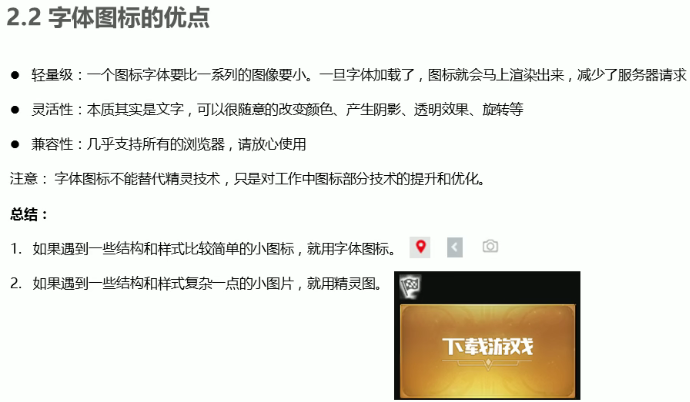 2.2 字体图标的优点
● 轻量级：一个图标字体要比一系列的图像要小。一旦字体加载了，图标就会马上渲染出来，减少了服务器请求
● 灵活性：本质其实是文字，可以很随意的改变颜色、产生阴影、透明效果、旋转等
● 兼容性：几乎支持所有的浏览器，请放心使用
注意： 字体图标不能替代精灵技术，只是对工作中图标部分技术的提升和优化。
总结：
1. 如果遇到一些结构和样式比较简单的小图标，就用字体图标。
2. 如果遇到一些结构和样式复杂一点的小图片，就用精灵图。
下载游戏